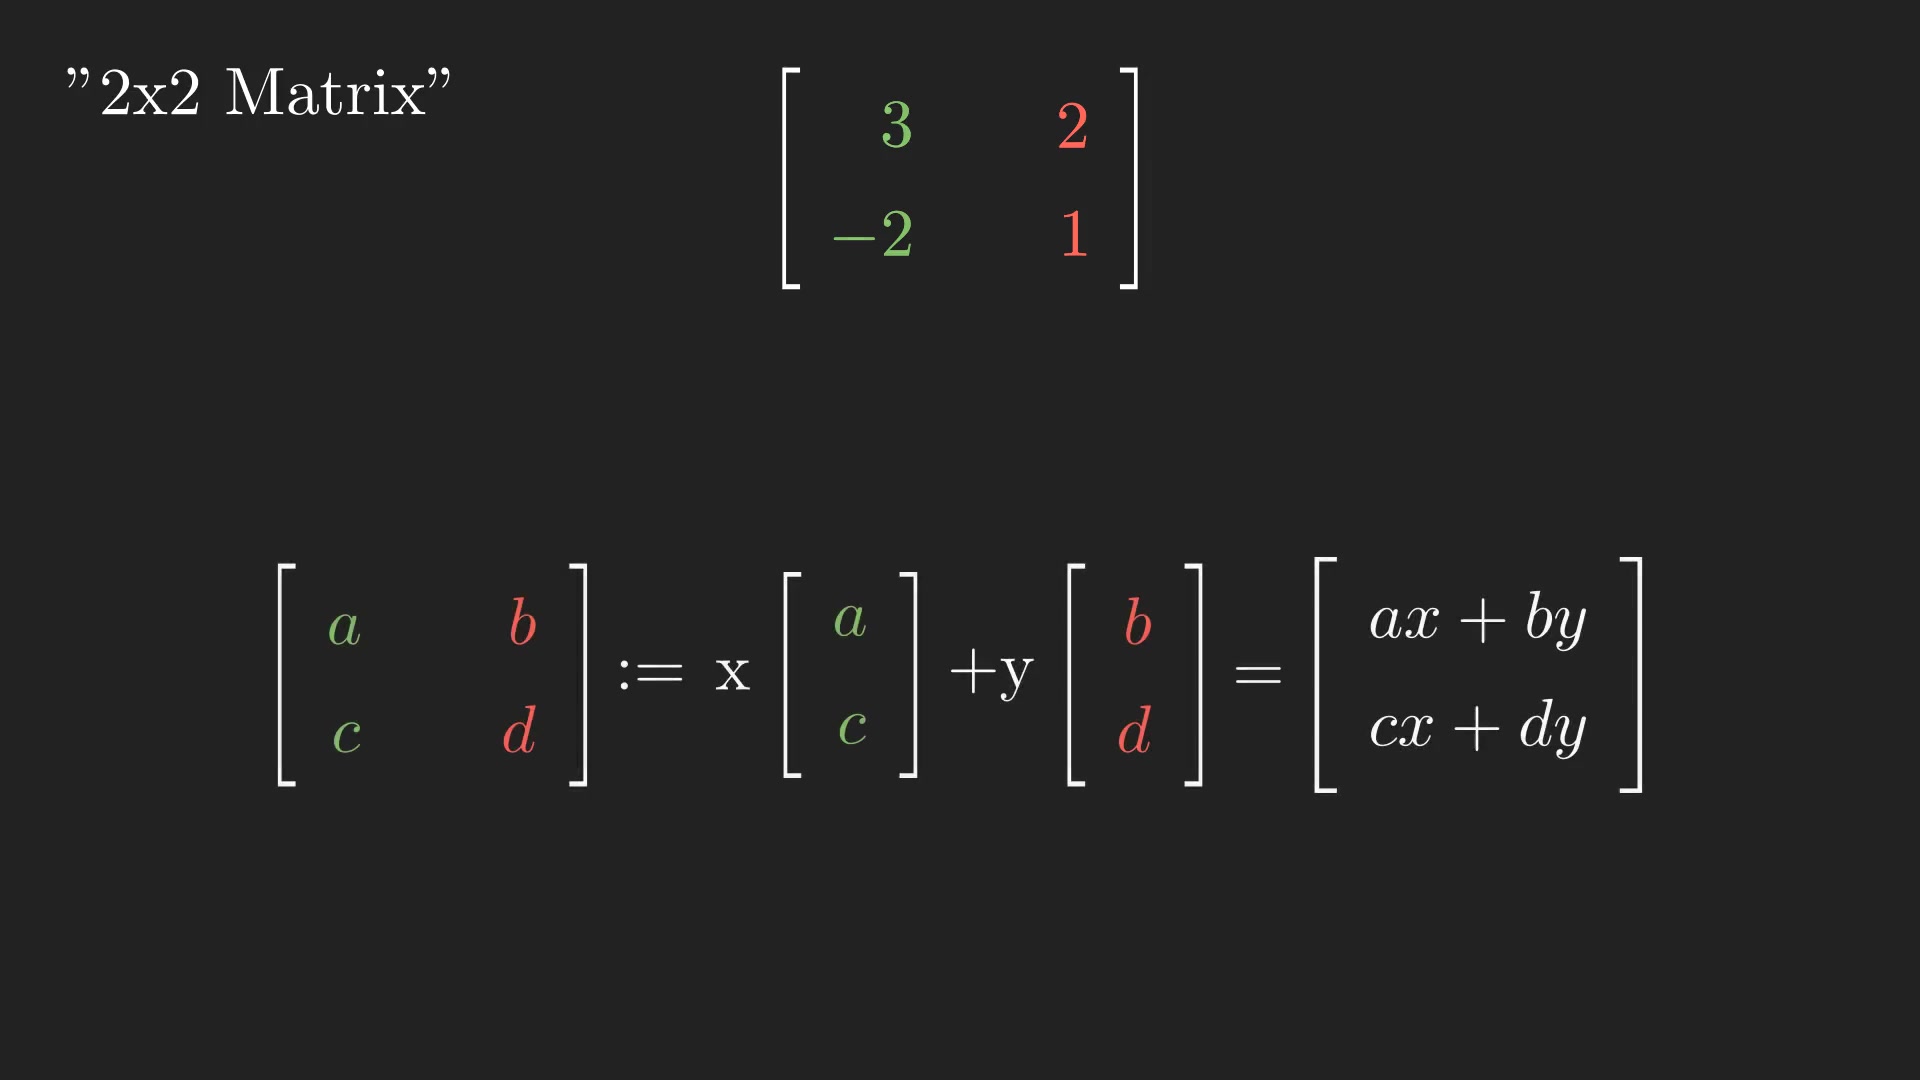 ”2x2 Matrix”
[ 3 2 ]
[ −2 1 ]
[ a b ] := x [ a ] +y [ b ] = [ ax + by ]
[ c d ] [ c ] [ d ] [ cx + dy ]